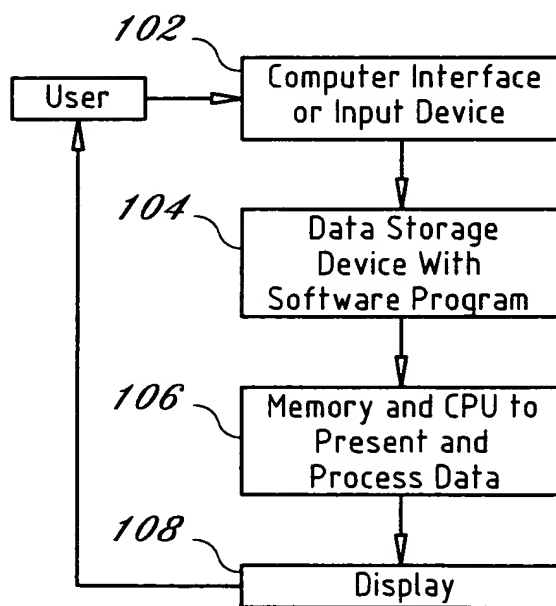 102
User
Computer Interface
or Input Device
104
Data Storage
Device With
Software Program
106
Memory and CPU to
Present and
Process Data
108
Display